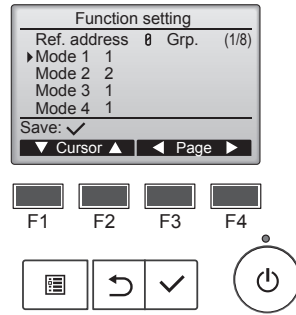 Function setting
Ref. address 0 Grp. (1/8)
Mode 1 1
Mode 2 2
Mode 3 1
Mode 4 1
Save:
Cursor Page
F1 F2 F3 F4